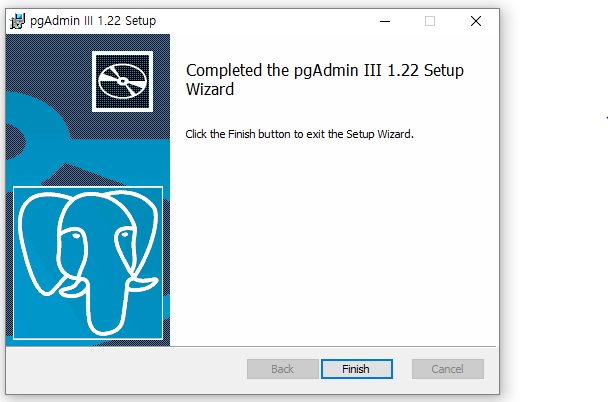 pgAdmin III 1.22 Setup
Completed the pgAdmin III 1.22 Setup
Wizard
Click the Finish button to exit the Setup Wizard.
Back
Finish
Cancel